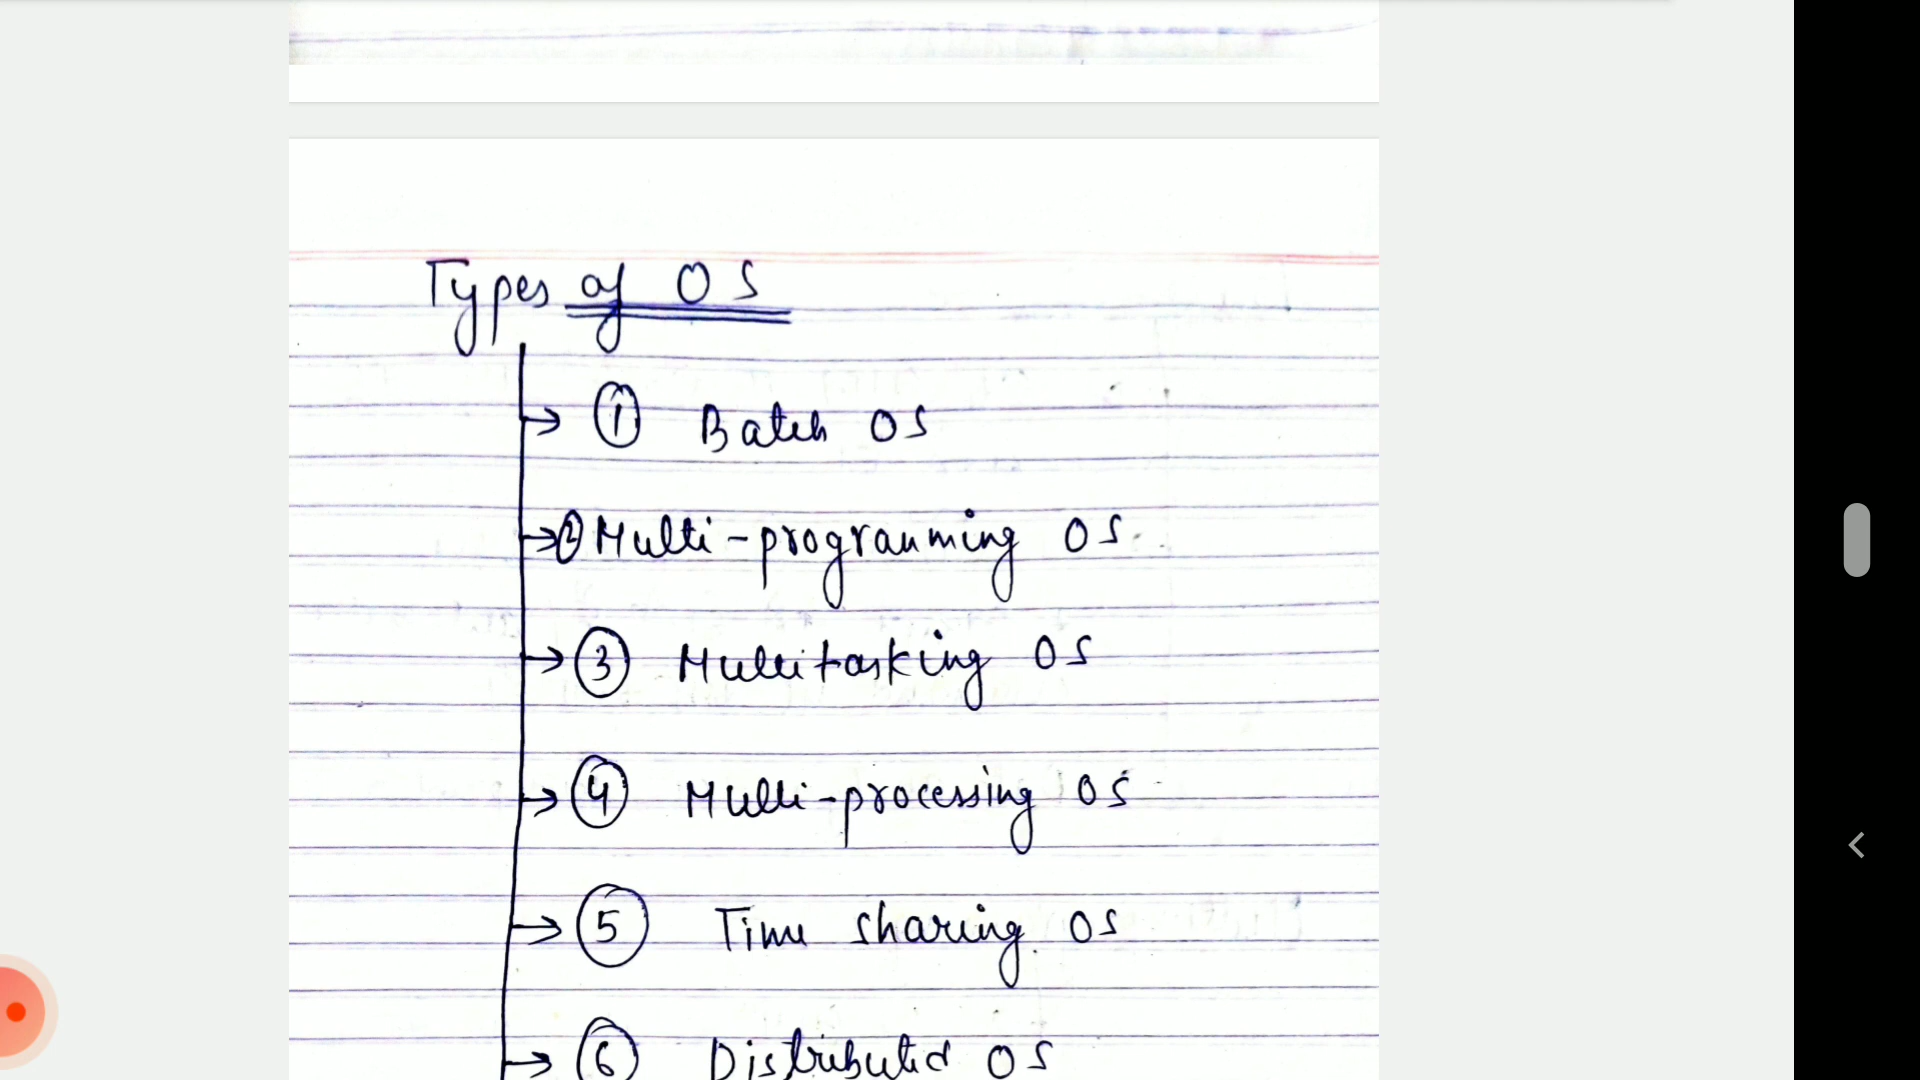 Types of OS
→ ① Batch OS
→ ② Multi-programming OS
→ ③ Multitasking OS
→ ④ Multi-processing OS
→ ⑤ Time sharing OS
→ ⑥ Distributed OS